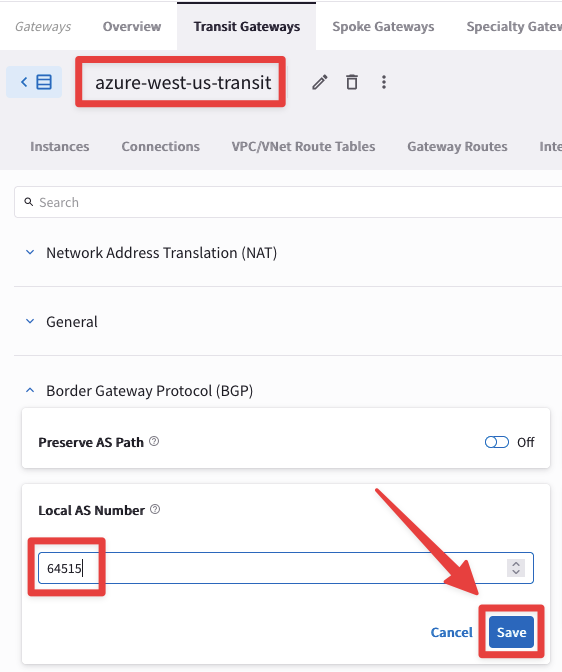 Gateways Overview Transit Gateways Spoke Gateways Specialty Gatew
azure-west-us-transit
Instances Connections VPC/VNet Route Tables Gateway Routes Inte
Search
Network Address Translation (NAT)
General
Border Gateway Protocol (BGP)
Preserve AS Path Off
Local AS Number
64515
Cancel Save